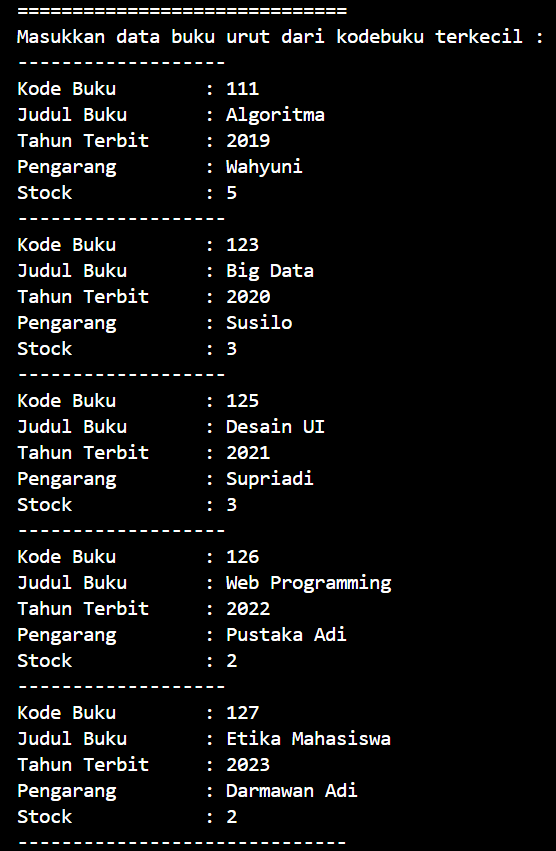 ==============================
Masukkan data buku urut dari kodebuku terkecil :
-------------------
Kode Buku        : 111
Judul Buku       : Algoritma
Tahun Terbit     : 2019
Pengarang        : Wahyuni
Stock            : 5
-------------------
Kode Buku        : 123
Judul Buku       : Big Data
Tahun Terbit     : 2020
Pengarang        : Susilo
Stock            : 3
-------------------
Kode Buku        : 125
Judul Buku       : Desain UI
Tahun Terbit     : 2021
Pengarang        : Supriadi
Stock            : 3
-------------------
Kode Buku        : 126
Judul Buku       : Web Programming
Tahun Terbit     : 2022
Pengarang        : Pustaka Adi
Stock            : 2
-------------------
Kode Buku        : 127
Judul Buku       : Etika Mahasiswa
Tahun Terbit     : 2023
Pengarang        : Darmawan Adi
Stock            : 2
------------------------------